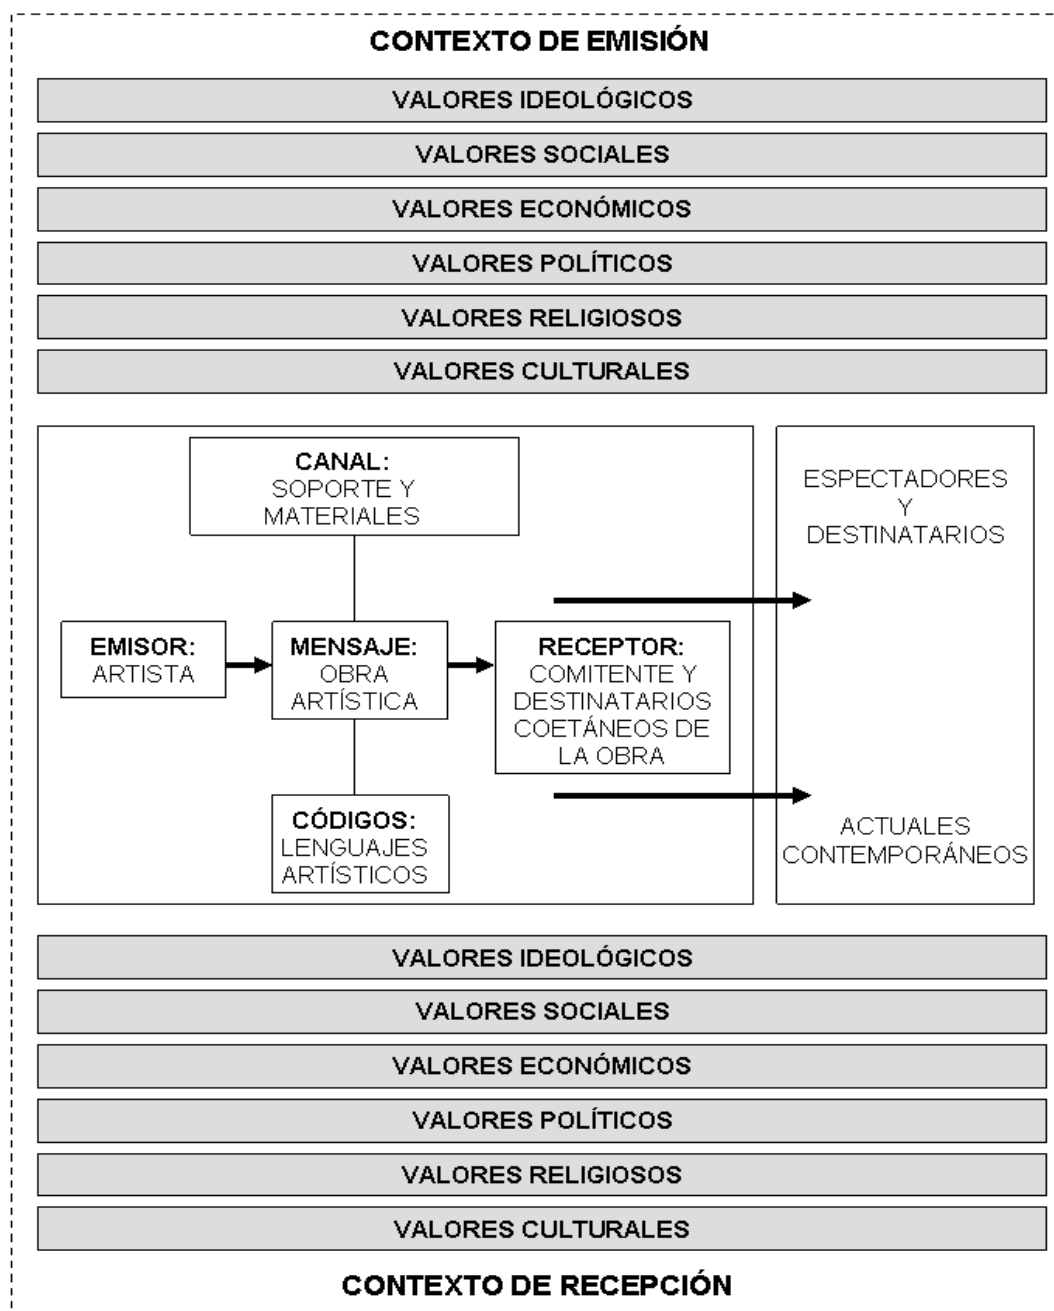 CONTEXTO DE EMISIÓN
VALORES IDEOLÓGICOS
VALORES SOCIALES
VALORES ECONÓMICOS
VALORES POLÍTICOS
VALORES RELIGIOSOS
VALORES CULTURALES
CANAL:
SOPORTE Y
MATERIALES
EMISOR:
ARTISTA
MENSAJE:
OBRA
ARTÍSTICA
RECEPTOR:
COMITENTE Y
DESTINATARIOS
COETÁNEOS DE
LA OBRA
CÓDIGOS:
LENGUAJES
ARTÍSTICOS
ESPECTADORES
Y
DESTINATARIOS
ACTUALES
CONTEMPORÁNEOS
VALORES IDEOLÓGICOS
VALORES SOCIALES
VALORES ECONÓMICOS
VALORES POLÍTICOS
VALORES RELIGIOSOS
VALORES CULTURALES
CONTEXTO DE RECEPCIÓN